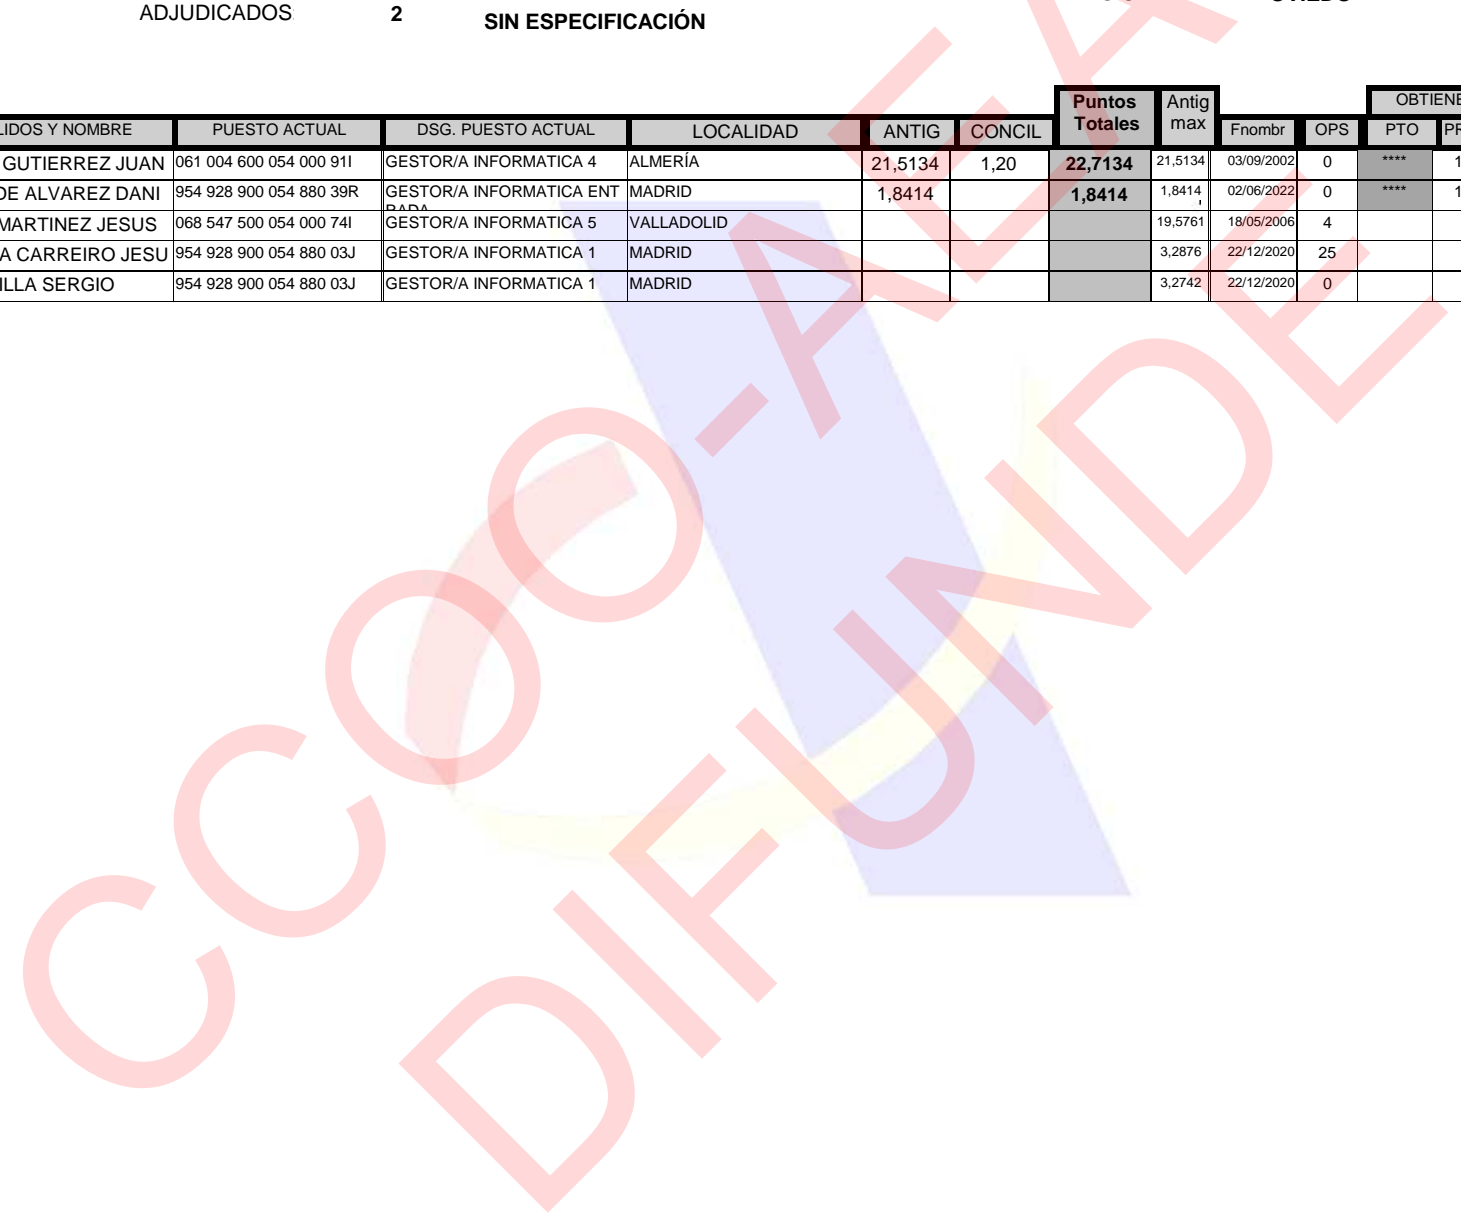 ADJUDICADOS 2 SIN ESPECIFICACIÓN
Puntos Totales Antig max OBTIENE
LIDOS Y NOMBRE PUESTO ACTUAL DSG. PUESTO ACTUAL LOCALIDAD ANTIG CONCIL Fnombr OPS PTO PR
GUTIERREZ JUAN 061 004 600 054 000 91I GESTOR/A INFORMATICA 4 ALMERÍA 21,5134 1,20 22,7134 21,5134 03/09/2002 0 **** 1
DE ALVAREZ DANI 954 928 900 054 880 39R GESTOR/A INFORMATICA ENT MADRID 1,8414 1,8414 1,8414 02/06/2022 0 **** 1
MARTINEZ JESUS 068 547 500 054 000 74I GESTOR/A INFORMATICA 5 VALLADOLID 19,5761 18/05/2006 4
A CARREIRO JESU 954 928 900 054 880 03J GESTOR/A INFORMATICA 1 MADRID 3,2876 22/12/2020 25
ILLA SERGIO 954 928 900 054 880 03J GESTOR/A INFORMATICA 1 MADRID 3,2742 22/12/2020 0
CCOO-AEA
DIFUNDE